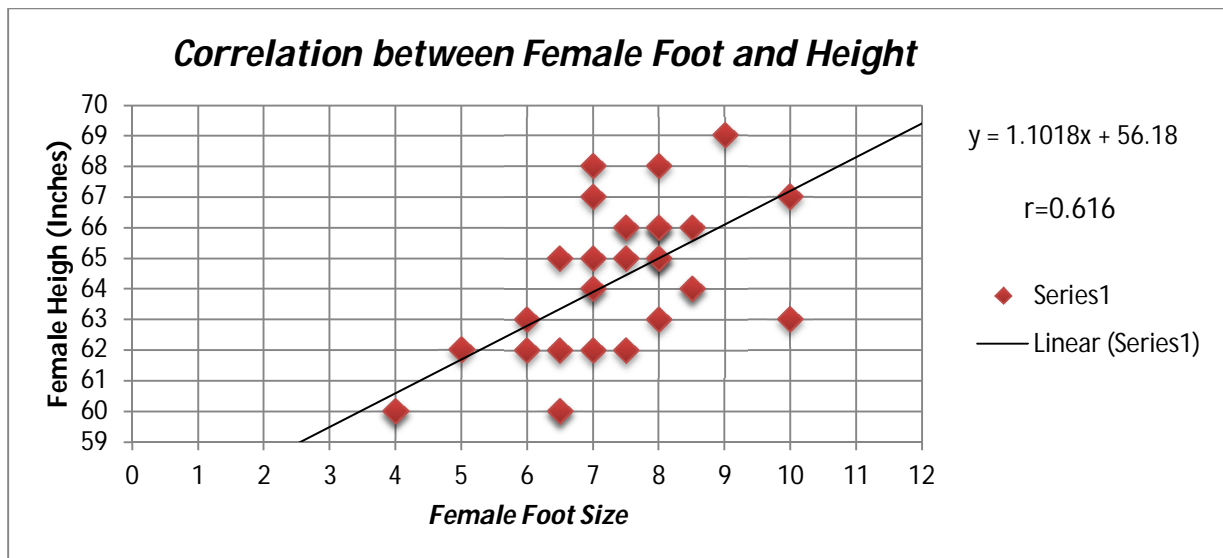 Correlation between Female Foot and Height
70
69
68
67
66
65
64
63
62
61
60
59
Female Heigh (Inches)
0 1 2 3 4 5 6 7 8 9 10 11 12
Female Foot Size
y = 1.1018x + 56.18
r=0.616
Series1
Linear (Series1)